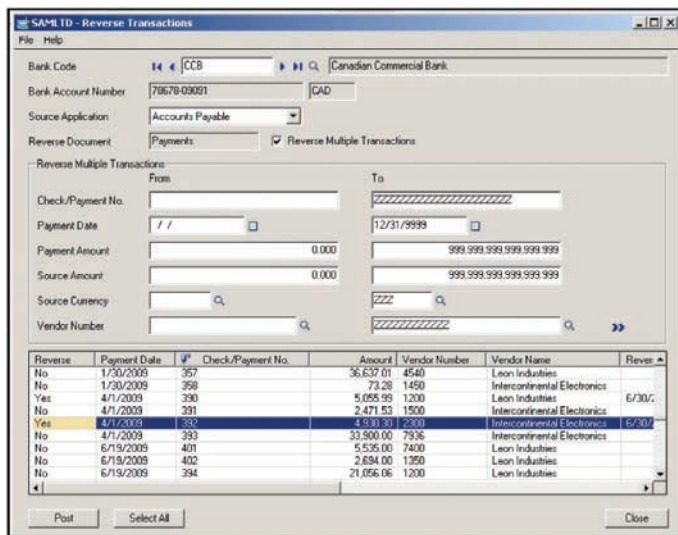 SAMLTD - Reverse Transactions
File Help
Bank Code CCB Canadian Commercial Bank
Bank Account Number 78678-09091 CAD
Source Application Accounts Payable
Reverse Document Payments Reverse Multiple Transactions
Reverse Multiple Transactions
From To
Check/Payment No. ZZZZZZZZZZZZZZZZZZZZZZZZ
Payment Date / / 12/31/9999
Payment Amount 0.000 999,999,999,999,999.999
Source Amount 0.000 999,999,999,999,999.999
Source Currency ZZZ
Vendor Number ZZZZZZZZZZZZ
Reverse Payment Date Check/Payment No. Amount Vendor Number Vendor Name Rever
No 1/30/2009 357 36,637.01 4540 Leon Industries
No 1/30/2009 358 73.28 1450 Intercontinental Electronics
Yes 4/1/2009 390 5,055.99 1200 Leon Industries 6/30/2
No 4/1/2009 391 2,471.53 1500 Intercontinental Electronics
Yes 4/1/2009 392 4,930.30 2300 Intercontinental Electronics 6/30/2
No 4/1/2009 393 33,900.00 7936 Intercontinental Electronics
No 6/19/2009 401 5,535.00 7400 Leon Industries
No 6/19/2009 402 2,694.00 1350 Leon Industries
No 6/19/2009 394 21,056.06 1200 Leon Industries
Post Select All Close